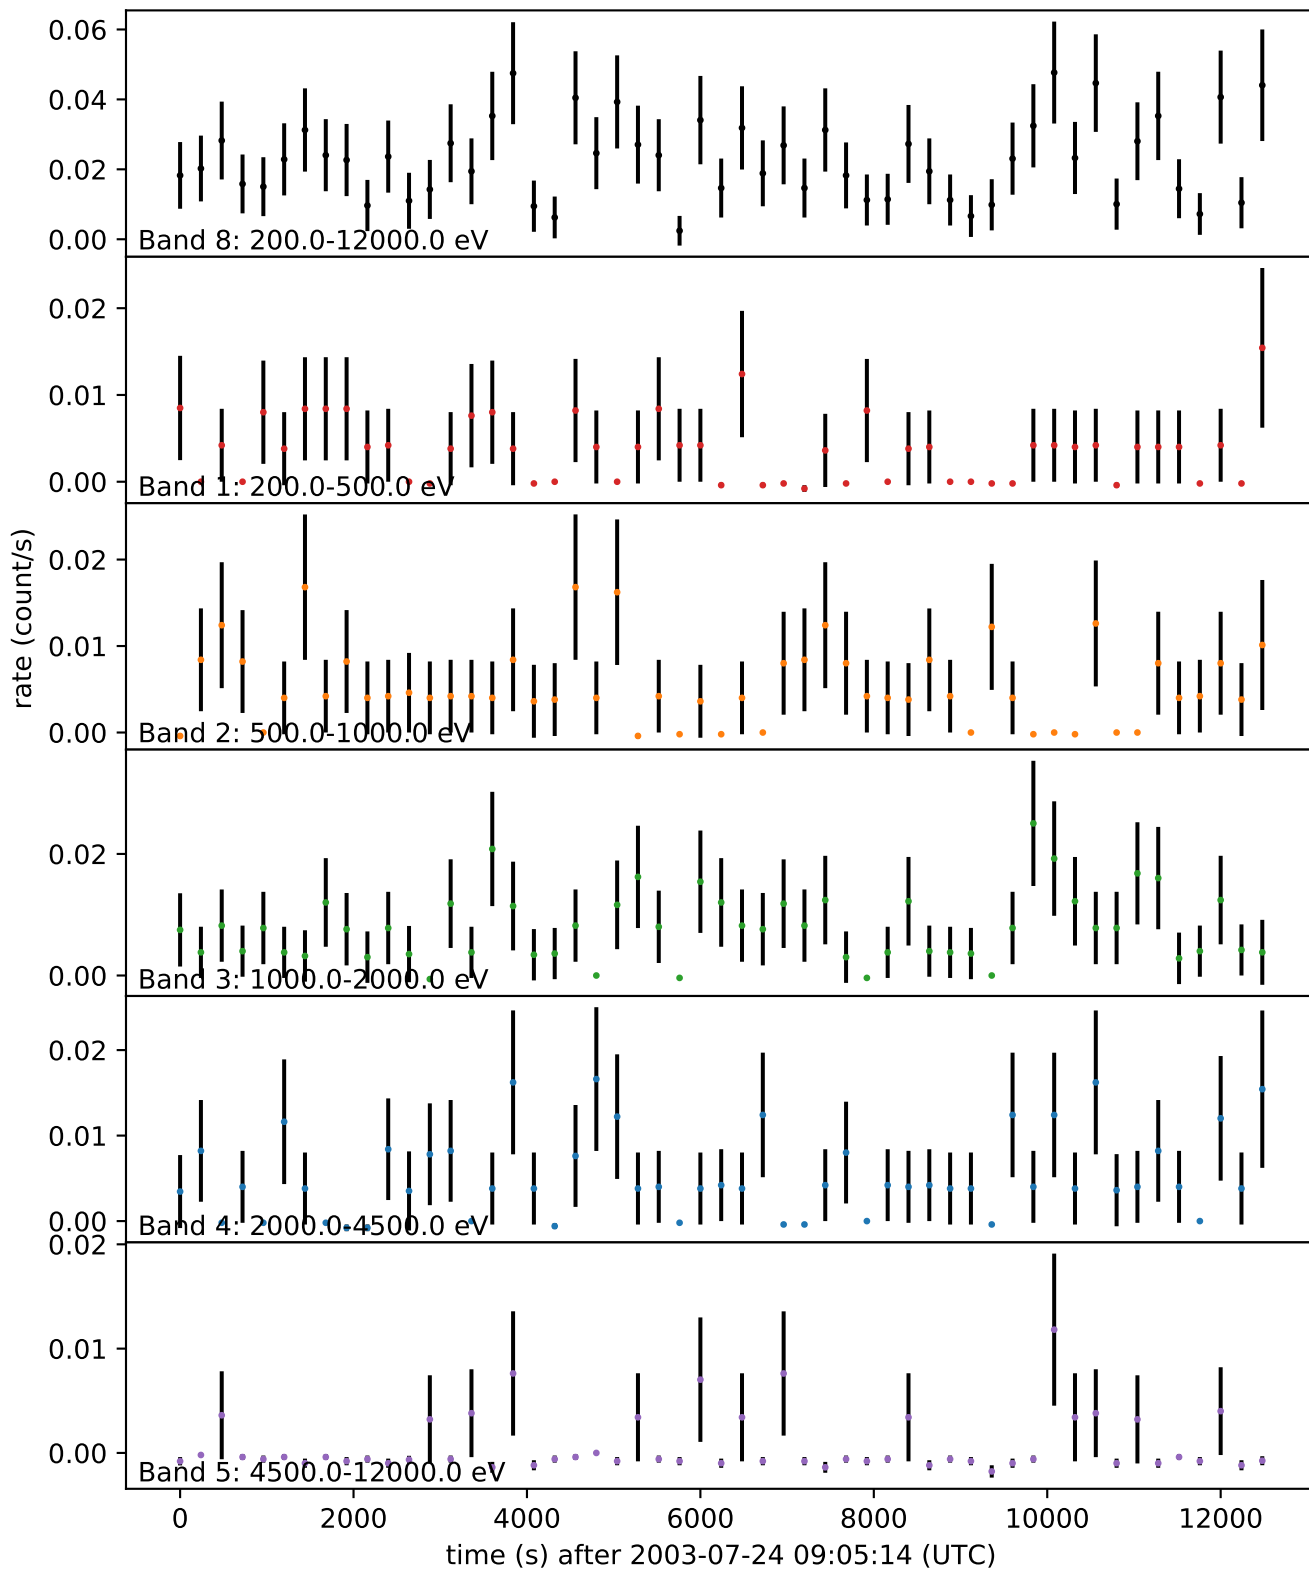 0.06
0.04
0.02
0.00
Band 8: 200.0-12000.0 eV
0.02
0.01
0.00
Band 1: 200.0-500.0 eV
0.02
0.01
0.00
Band 2: 500.0-1000.0 eV
rate (count/s)
0.02
0.00
Band 3: 1000.0-2000.0 eV
0.02
0.01
0.00
Band 4: 2000.0-4500.0 eV
0.02
0.01
0.00
Band 5: 4500.0-12000.0 eV
0 2000 4000 6000 8000 10000 12000
time (s) after 2003-07-24 09:05:14 (UTC)